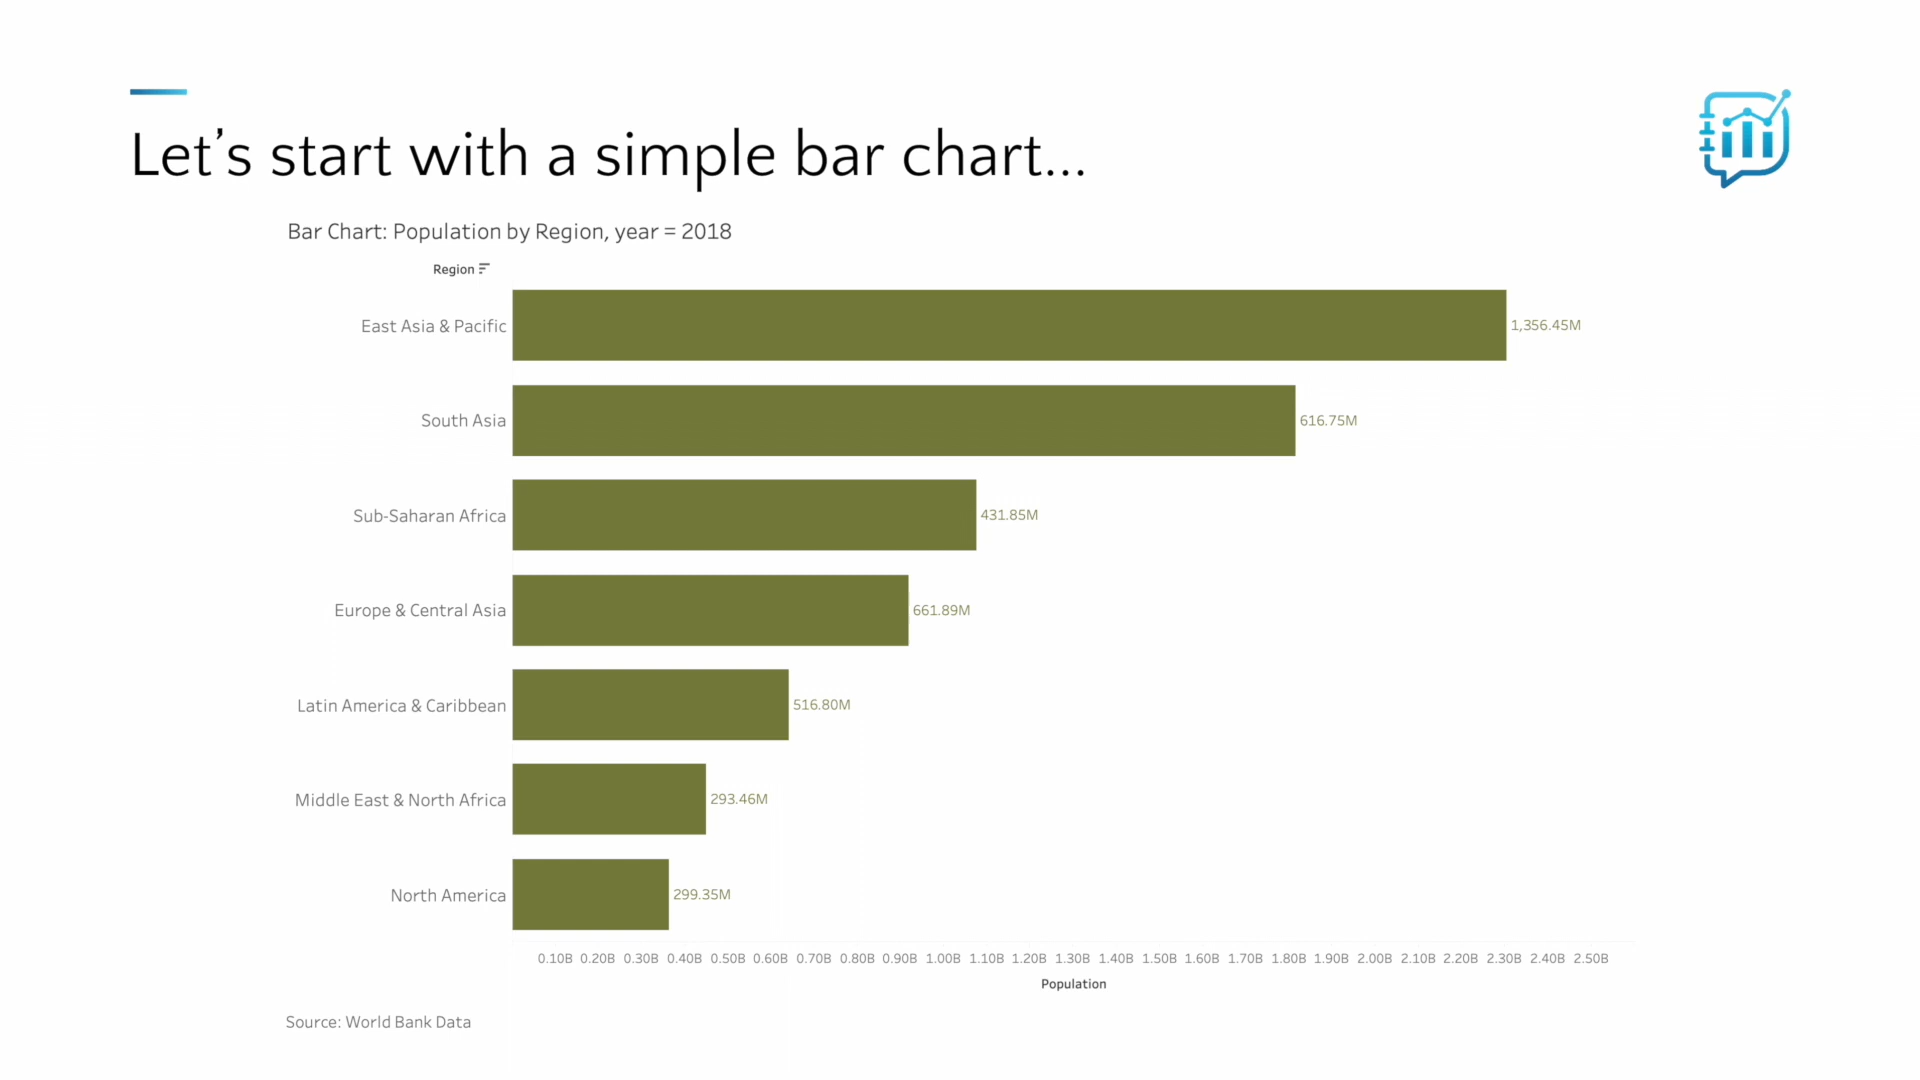 Let’s start with a simple bar chart...
Bar Chart: Population by Region, year = 2018
Region
East Asia & Pacific 1,356.45M
South Asia 616.75M
Sub-Saharan Africa 431.85M
Europe & Central Asia 661.89M
Latin America & Caribbean 516.80M
Middle East & North Africa 293.46M
North America 299.35M
0.10B 0.20B 0.30B 0.40B 0.50B 0.60B 0.70B 0.80B 0.90B 1.00B 1.10B 1.20B 1.30B 1.40B 1.50B 1.60B 1.70B 1.80B 1.90B 2.00B 2.10B 2.20B 2.30B 2.40B 2.50B
Population
Source: World Bank Data